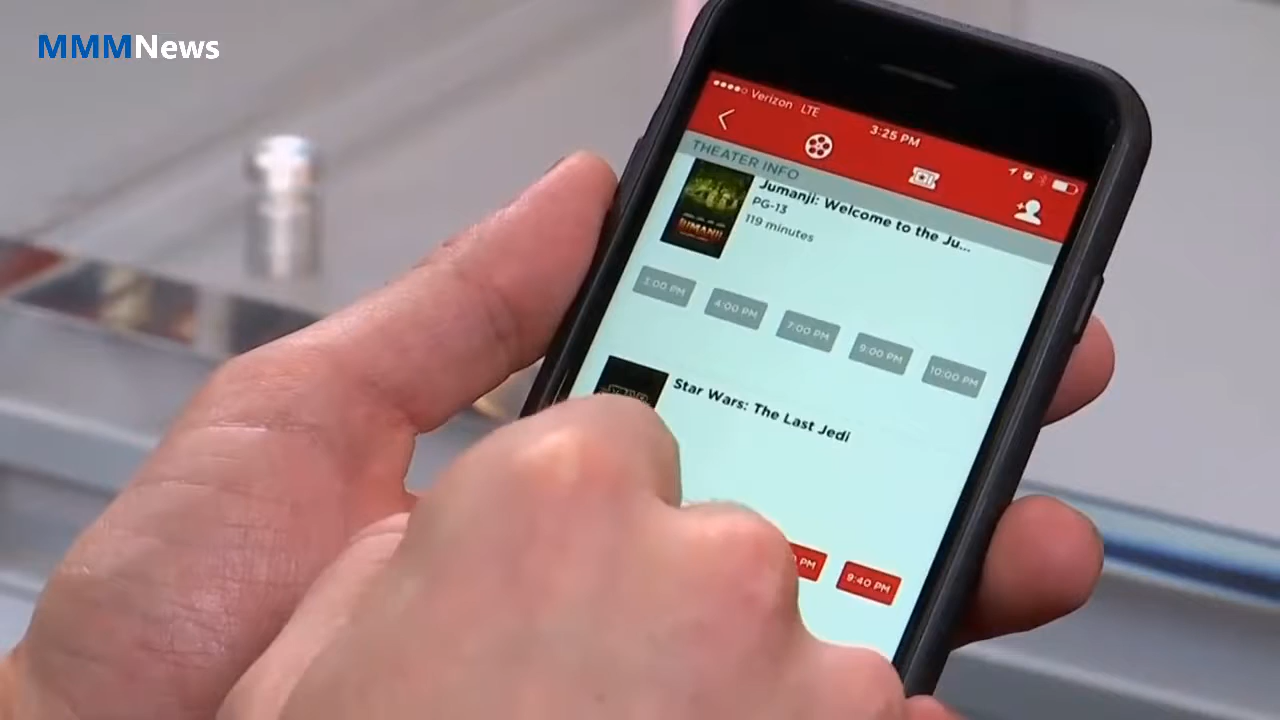 MMMNews
Verizon LTE
3:25 PM
THEATER INFO
Jumanji: Welcome to the Ju...
PG-13
119 minutes
JUMANJI
3:00 PM
4:00 PM
7:00 PM
9:00 PM
10:00 PM
Star Wars: The Last Jedi
PM
9:40 PM